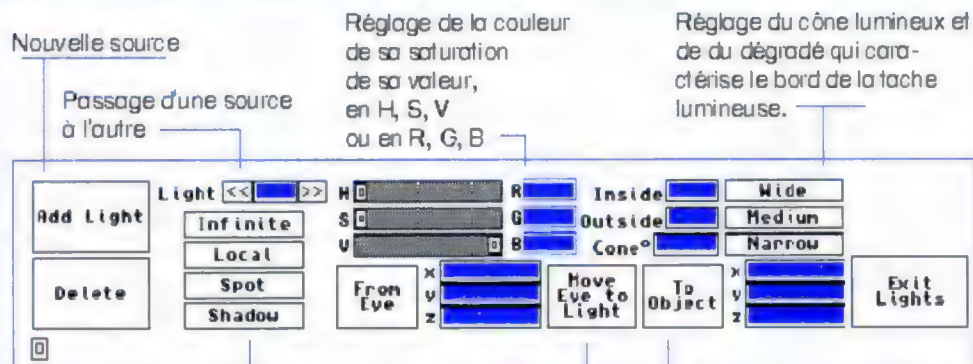 Nouvelle source
Passage d'une source
à l'autre
Réglage de la couleur
de sa saturation
de sa valeur,
en H, S, V
ou en R, G, B
Réglage du cône lumineux et
de du dégradé qui cara-
ctérise le bord de la tache
lumineuse.
Add Light
Delete
Light << >>
Infinite
Local
Spot
Shadow
H
S
V
R
G
B
Inside
Outside
Cone°
Wide
Medium
Narrow
From
Eye
x
y
z
Move
Eye to
Light
To
Object
x
y
z
Exit
Lights